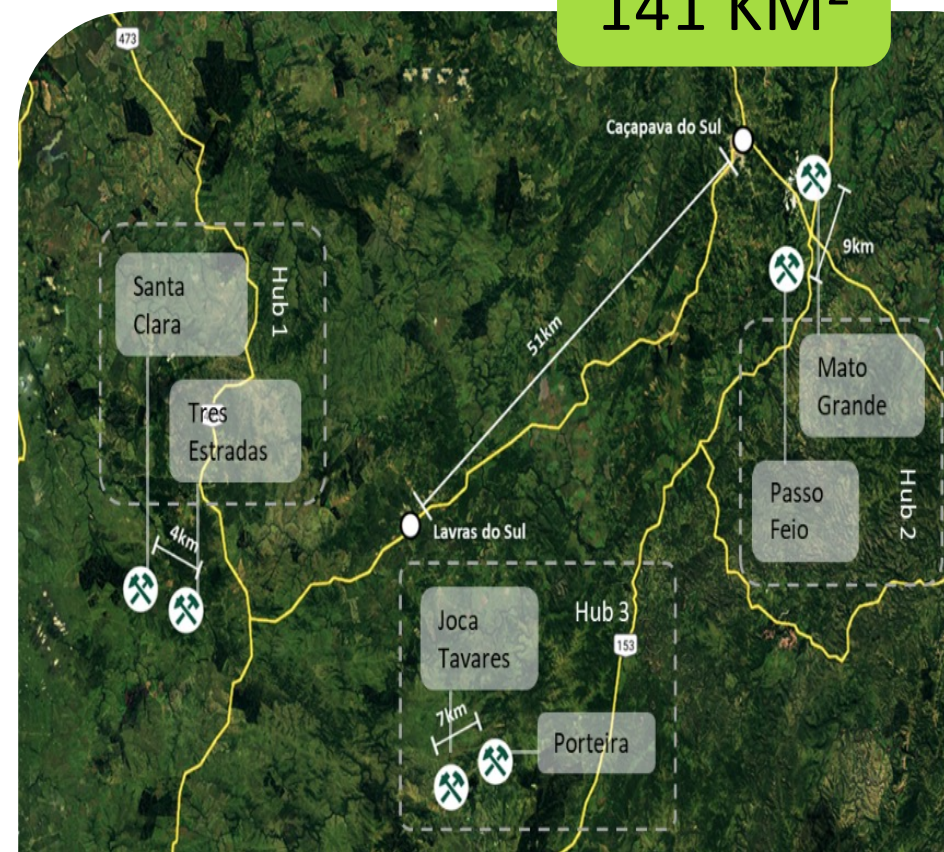 141 KM²
473
Caçapava do Sul
9km
Santa
Clara
Hub 1
51km
Mato
Grande
Tres
Estradas
Passo
Feio
Hub 2
4km
Lavras do Sul
Joca
Tavares
Hub 3
153
7km
Porteira